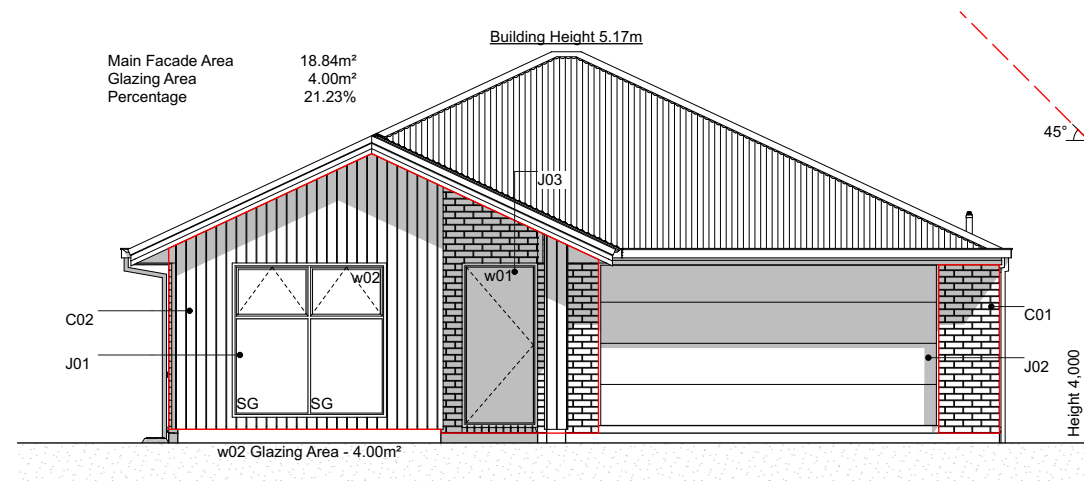 Building Height 5.17m
Main Facade Area 18.84m²
Glazing Area 4.00m²
Percentage 21.23%
45°
J03
w02
w01
C02
C01
J01
J02
SG SG
Height 4,000
w02 Glazing Area - 4.00m²